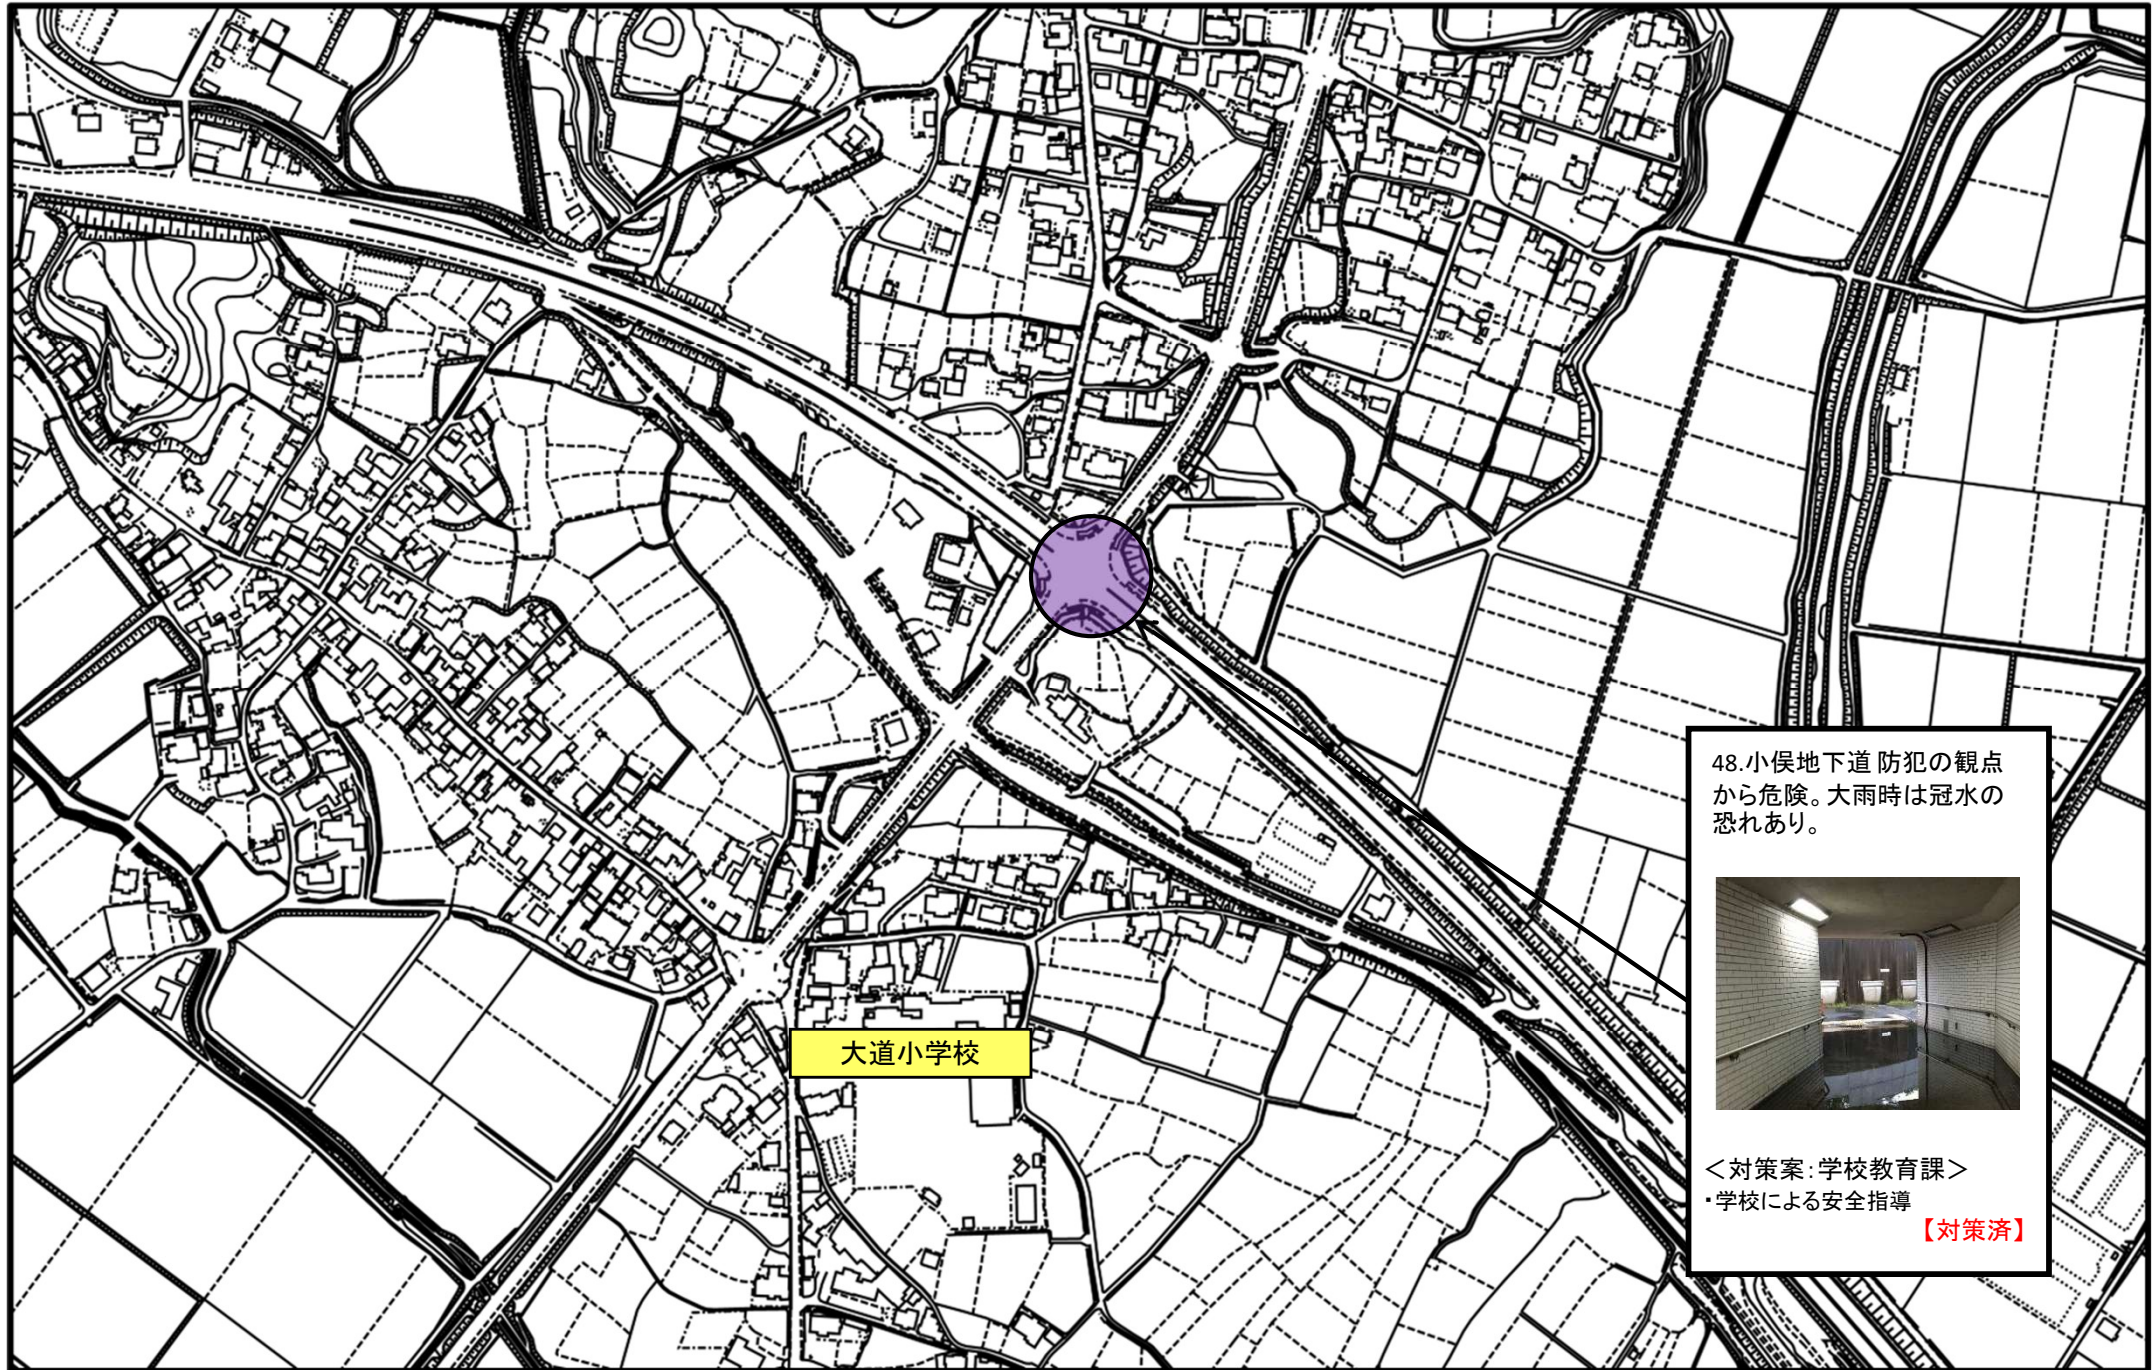 48.小俣地下道 防犯の観点
から危険。大雨時は冠水の
恐れあり。
大道小学校
＜対策案：学校教育課＞
・学校による安全指導
【対策済】